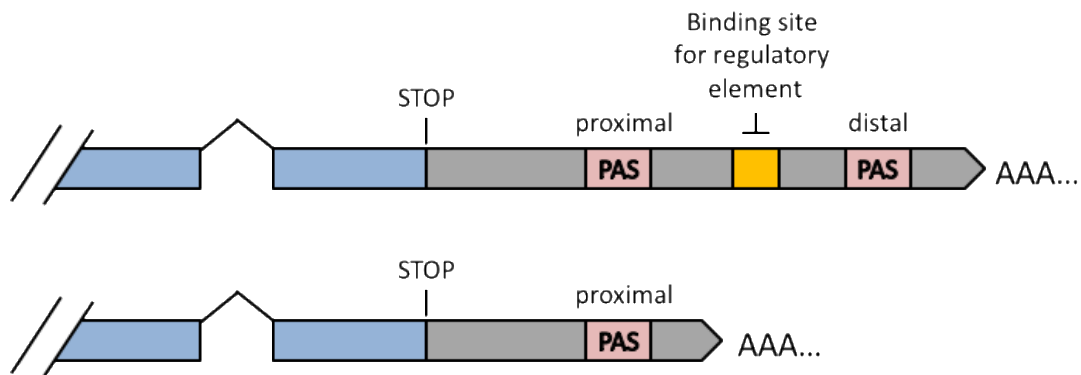 Binding site
for regulatory
element
STOP
proximal
distal
PAS
PAS
AAA...
STOP
proximal
PAS
AAA...